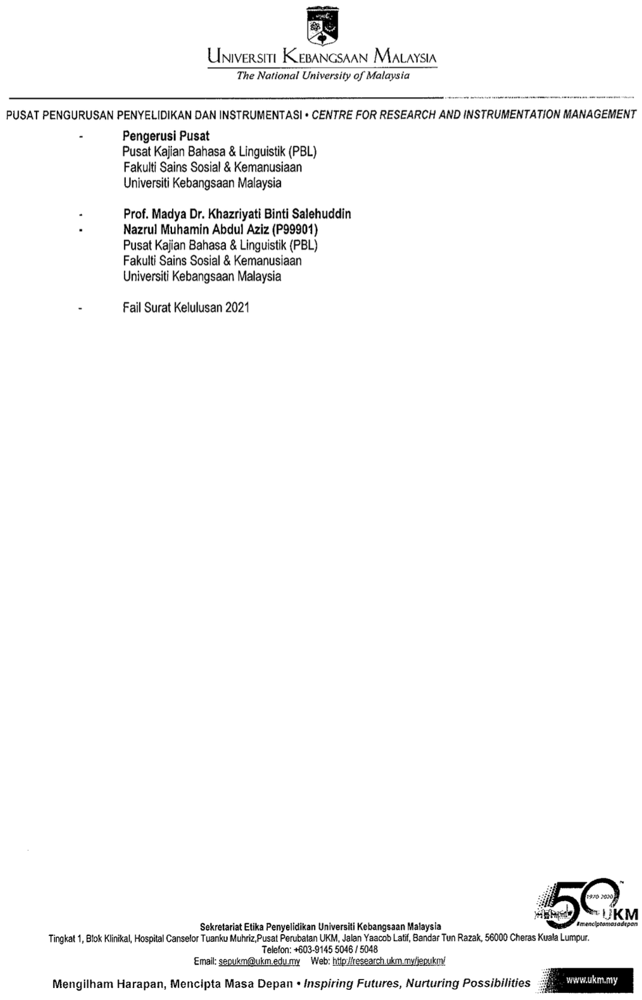 UNIVERSITI KEBANGSAAN MALAYSIA
The National University of Malaysia
PUSAT PENGURUSAN PENYELIDIKAN DAN INSTRUMENTASI • CENTRE FOR RESEARCH AND INSTRUMENTATION MANAGEMENT
- Pengerusi Pusat
Pusat Kajian Bahasa & Linguistik (PBL)
Fakulti Sains Sosial & Kemanusiaan
Universiti Kebangsaan Malaysia
- Prof. Madya Dr. Khazriyati Binti Salehuddin
- Nazrul Muhamin Abdul Aziz (P99901)
Pusat Kajian Bahasa & Linguistik (PBL)
Fakulti Sains Sosial & Kemanusiaan
Universiti Kebangsaan Malaysia
- Fail Surat Kelulusan 2021
50
1970-2020
UKM
#menciptamasadepan
Sekretariat Etika Penyelidikan Universiti Kebangsaan Malaysia
Tingkat 1, Blok Klinikal, Hospital Canselor Tuanku Muhriz,Pusat Perubatan UKM, Jalan Yaacob Latif, Bandar Tun Razak, 56000 Cheras Kuala Lumpur.
Telefon: +603-9145 5046 / 5048
Email: sepukm@ukm.edu.my Web: http://research.ukm.my/jepukm/
Mengilham Harapan, Mencipta Masa Depan • Inspiring Futures, Nurturing Possibilities
www.ukm.my